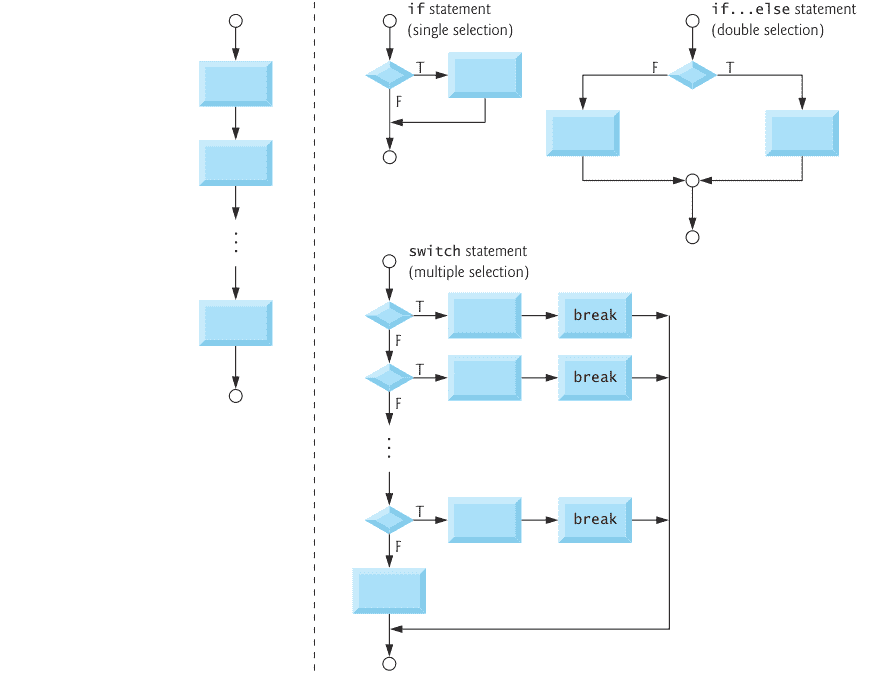 if statement
(single selection)
T
F
if...else statement
(double selection)
F
T
switch statement
(multiple selection)
T
break
F
T
break
F
T
break
F